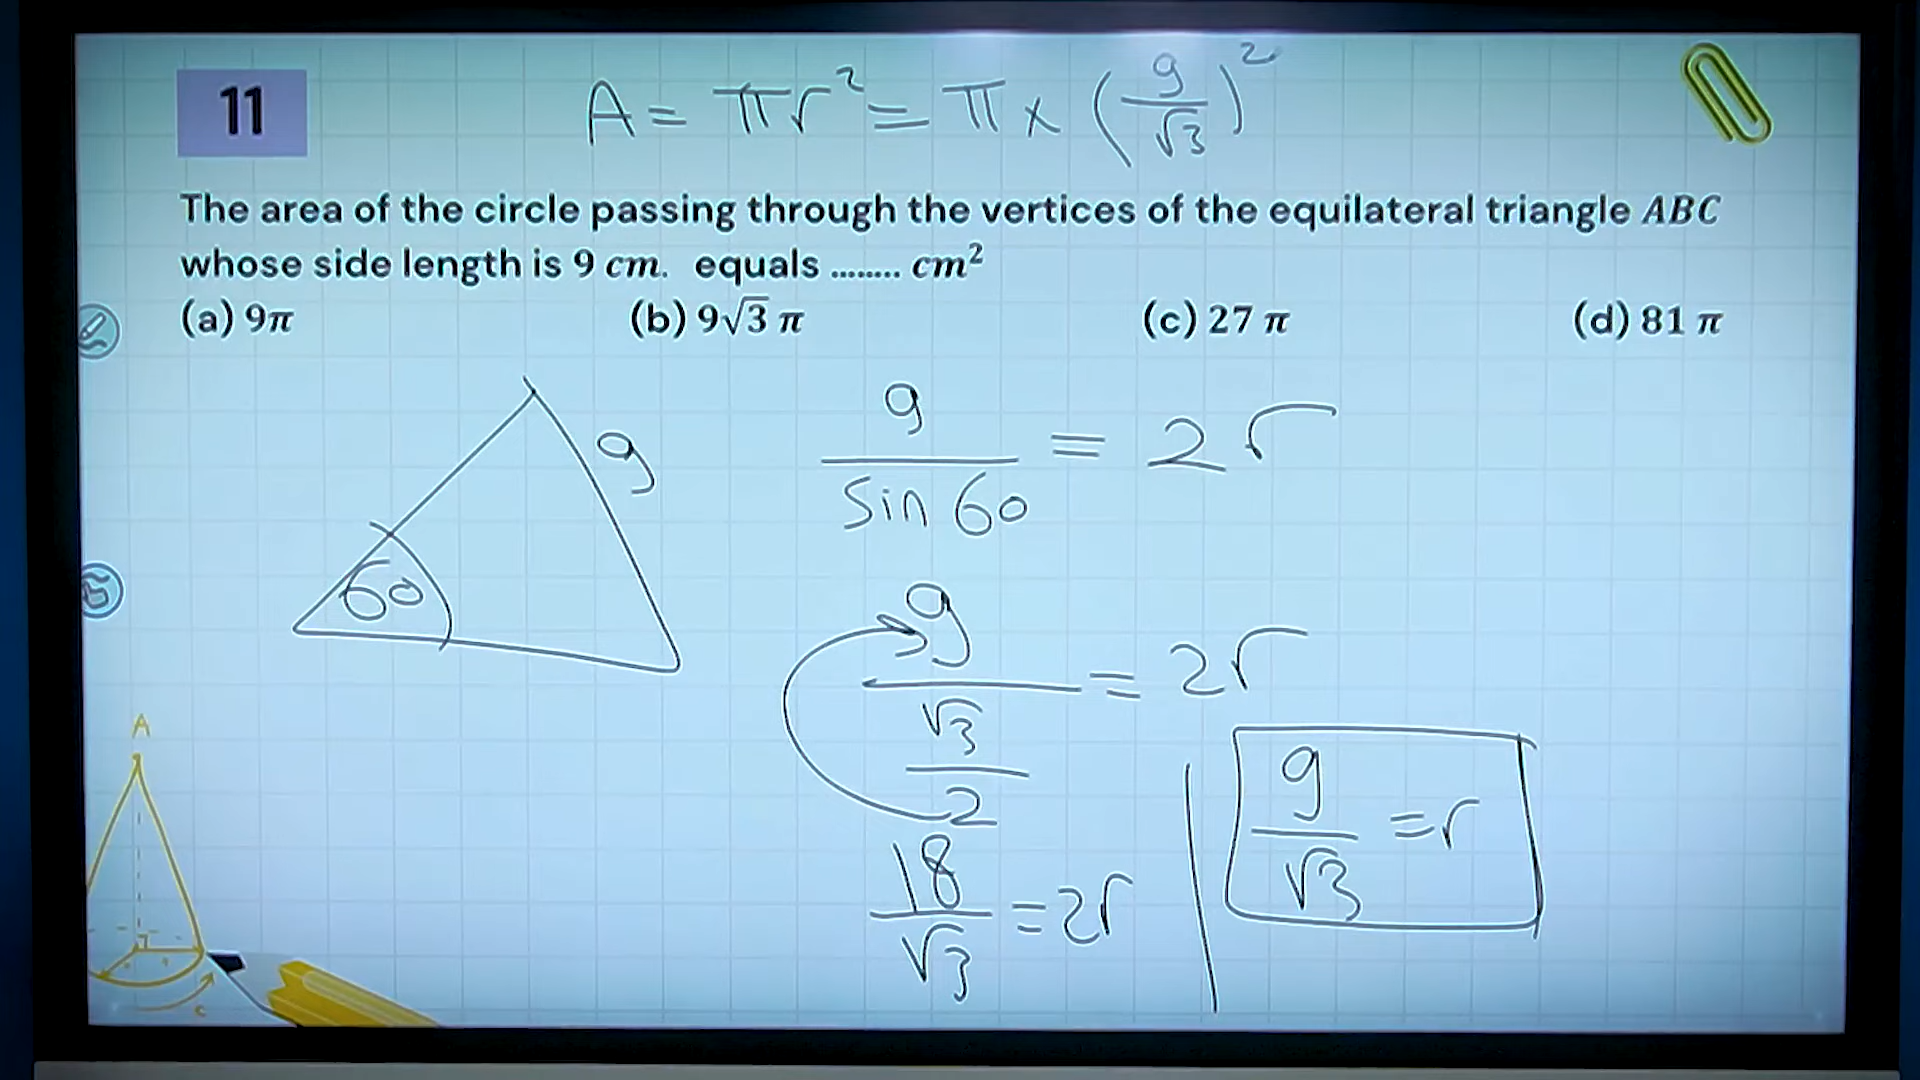 11
A = πr² = π × (9/√3)²
The area of the circle passing through the vertices of the equilateral triangle ABC
whose side length is 9 cm. equals ........ cm²
(a) 9π (b) 9√3 π (c) 27 π (d) 81 π
9
60
9/sin 60 = 2r
9/(√3/2) = 2r
18/√3 = 2r
9/√3 = r
A
c